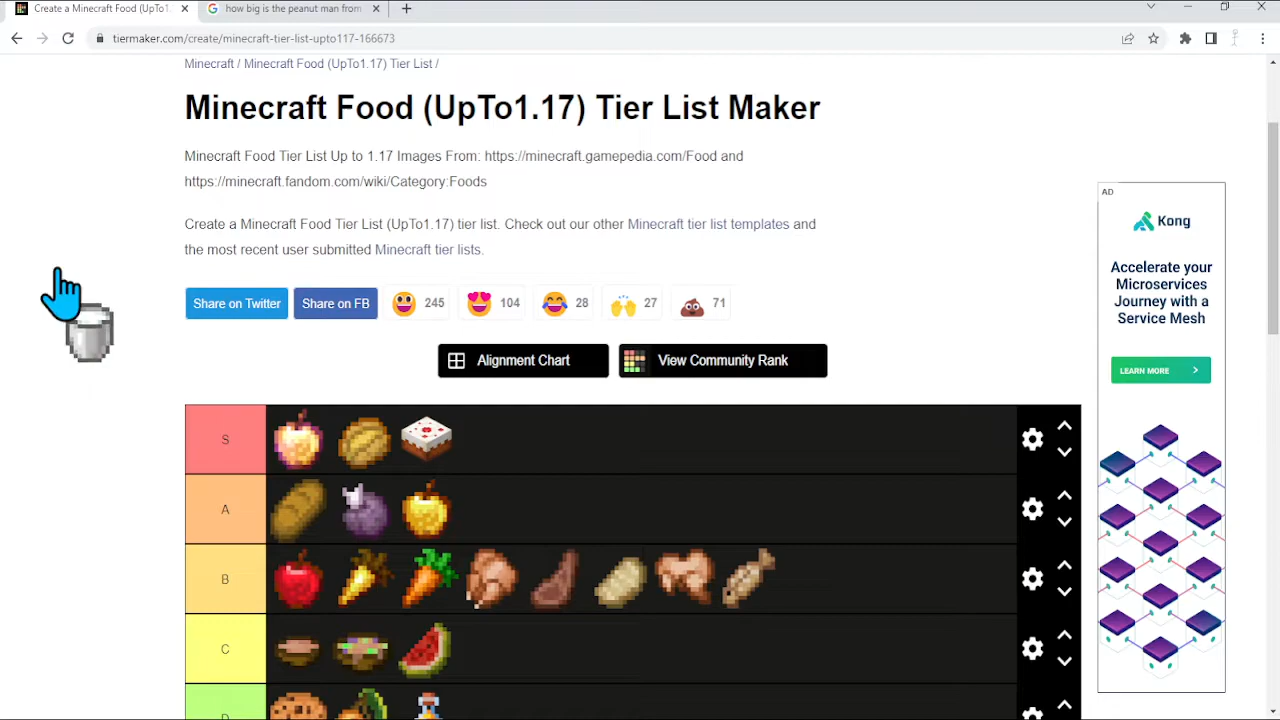 Create a Minecraft Food (UpTo1.
how big is the peanut man from
tiermaker.com/create/minecraft-tier-list-upto117-166673
Minecraft / Minecraft Food (UpTo1.17) Tier List /
Minecraft Food (UpTo1.17) Tier List Maker
Minecraft Food Tier List Up to 1.17 Images From: https://minecraft.gamepedia.com/Food and
https://minecraft.fandom.com/wiki/Category:Foods
Create a Minecraft Food Tier List (UpTo1.17) tier list. Check out our other Minecraft tier list templates and
the most recent user submitted Minecraft tier lists.
Share on Twitter
Share on FB
245
104
28
27
71
Alignment Chart
View Community Rank
S
A
B
C
D
AD
Kong
Accelerate your
Microservices
Journey with a
Service Mesh
LEARN MORE